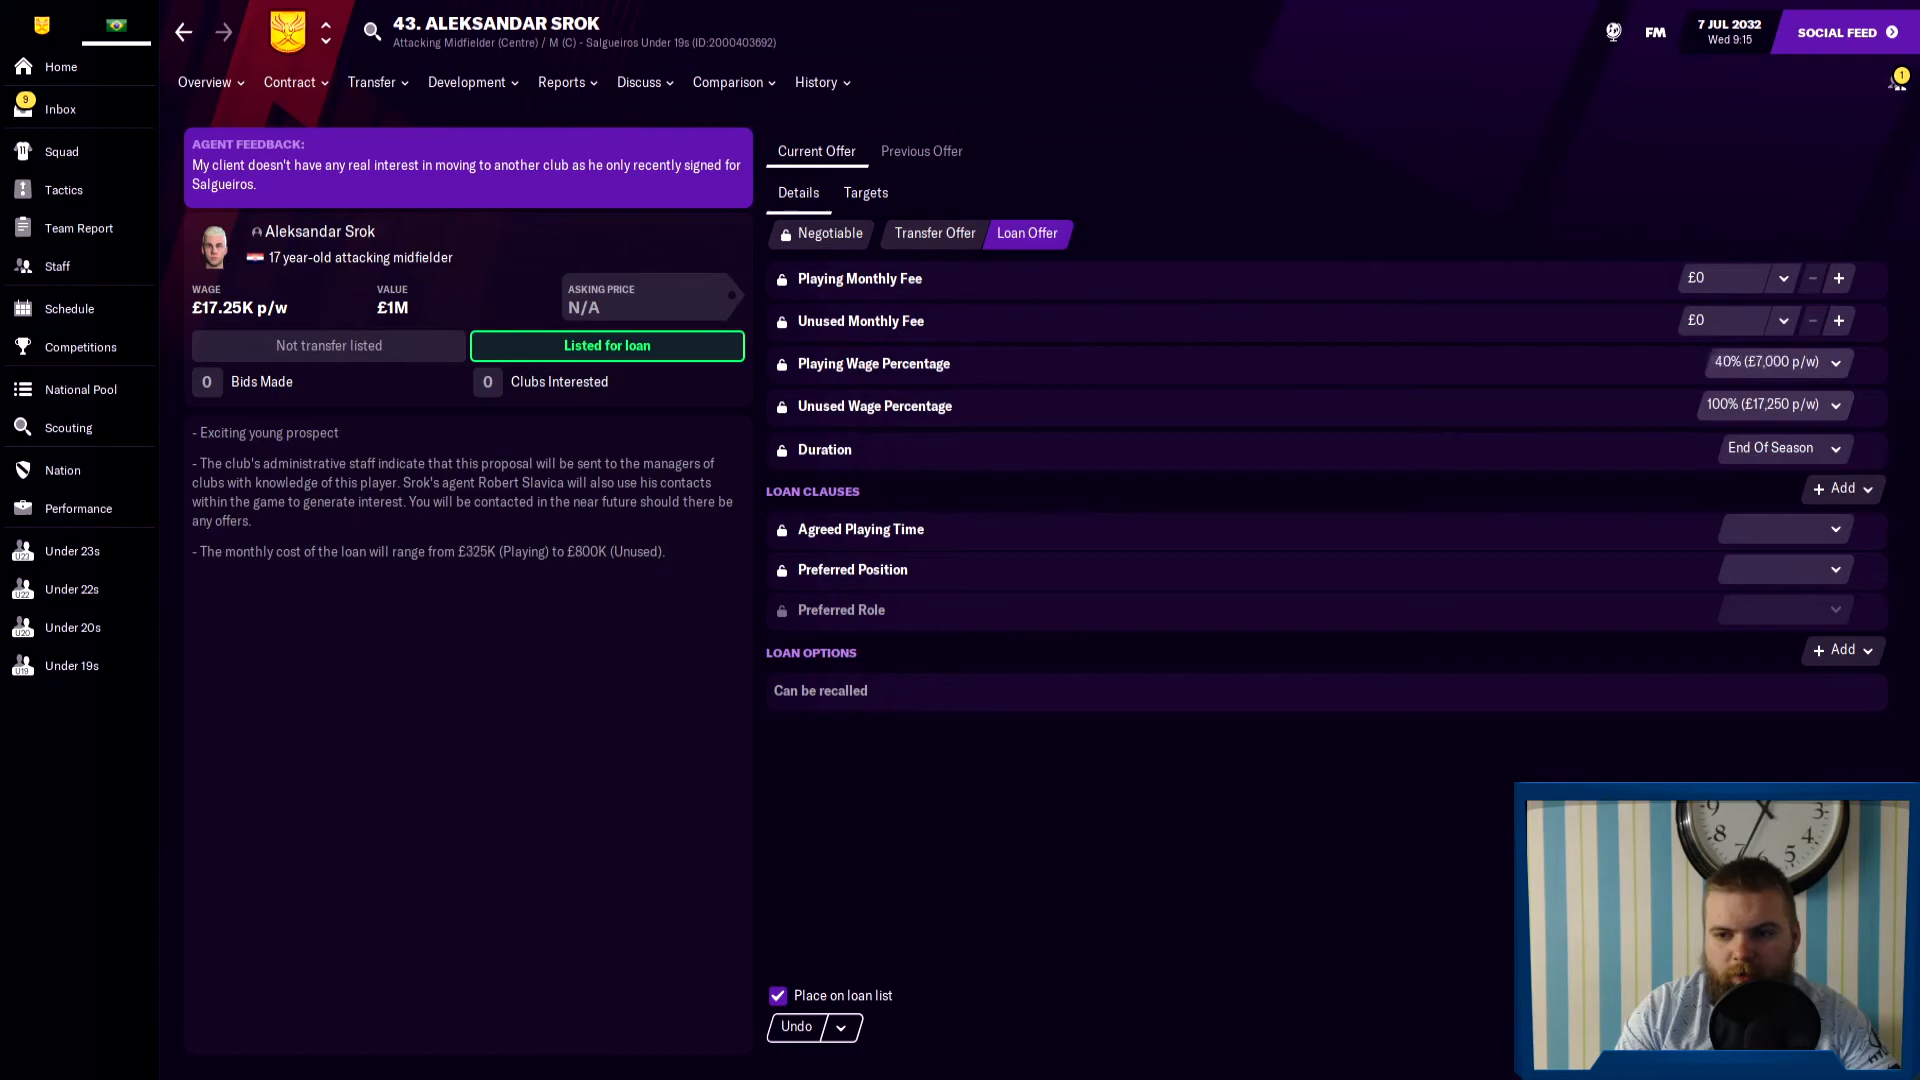 43. ALEKSANDAR SROK
Attacking Midfielder (Centre) / M (C) - Salgueiros Under 19s (ID:2000403692)
FM
7 JUL 2032
Wed 9:15
SOCIAL FEED
1
Home
9
Inbox
Squad
Tactics
Team Report
Staff
Schedule
Competitions
National Pool
Scouting
Nation
Performance
U23
Under 23s
U22
Under 22s
U20
Under 20s
U19
Under 19s
Overview
Contract
Transfer
Development
Reports
Discuss
Comparison
History
AGENT FEEDBACK:
My client doesn't have any real interest in moving to another club as he only recently signed for
Salgueiros.
Aleksandar Srok
17 year-old attacking midfielder
WAGE
£17.25K p/w
VALUE
£1M
ASKING PRICE
N/A
Not transfer listed
Listed for loan
0 Bids Made
0 Clubs Interested
- Exciting young prospect
- The club's administrative staff indicate that this proposal will be sent to the managers of
clubs with knowledge of this player. Srok's agent Robert Slavica will also use his contacts
within the game to generate interest. You will be contacted in the near future should there be
any offers.
- The monthly cost of the loan will range from £325K (Playing) to £800K (Unused).
Current Offer
Previous Offer
Details
Targets
Negotiable
Transfer Offer
Loan Offer
Playing Monthly Fee
£0
Unused Monthly Fee
£0
Playing Wage Percentage
40% (£7,000 p/w)
Unused Wage Percentage
100% (£17,250 p/w)
Duration
End Of Season
LOAN CLAUSES
+ Add
Agreed Playing Time
Preferred Position
Preferred Role
LOAN OPTIONS
+ Add
Can be recalled
Place on loan list
Undo
9
3
8
4
7
5